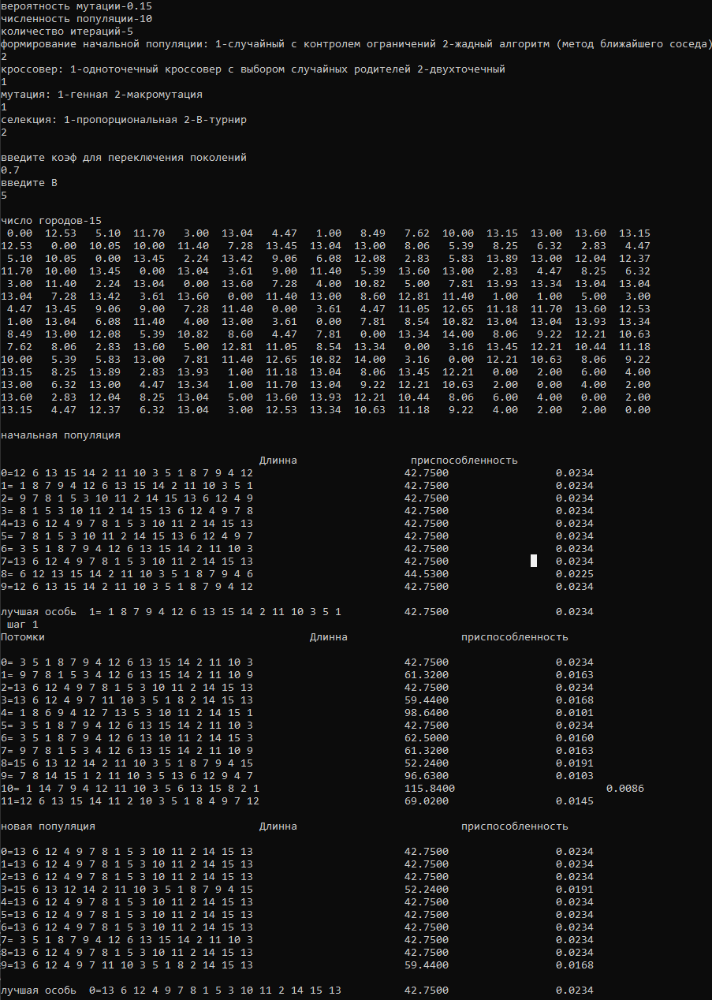 вероятность мутации-0.15
численность популяции-10
количество итераций-5
формирование начальной популяции: 1-случайный с контролем ограничений 2-жадный алгоритм (метод ближайшего соседа)
2
кроссовер: 1-одноточечный кроссовер с выбором случайных родителей 2-двухточечный
1
мутация: 1-генная 2-макромутация
1
селекция: 1-пропорциональная 2-B-турнир
2
введите коэф для переключения поколений
0.7
введите B
5
число городов-15
0.00 12.53 5.10 11.70 3.00 13.04 4.47 1.00 8.49 7.62 10.00 13.15 13.00 13.60 13.15
12.53 0.00 10.05 10.00 11.40 7.28 13.45 13.04 13.00 8.06 5.39 8.25 6.32 2.83 4.47
5.10 10.05 0.00 13.45 2.24 13.42 9.06 6.08 12.08 2.83 5.83 13.89 13.00 12.04 12.37
11.70 10.00 13.45 0.00 13.04 3.61 9.00 11.40 5.39 13.60 13.00 2.83 4.47 8.25 6.32
3.00 11.40 2.24 13.04 0.00 13.60 7.28 4.00 10.82 5.00 7.81 13.93 13.34 13.04 13.04
13.04 7.28 13.42 3.61 13.60 0.00 11.40 13.00 8.60 12.81 11.40 1.00 1.00 5.00 3.00
4.47 13.45 9.06 9.00 7.28 11.40 0.00 3.61 4.47 11.05 12.65 11.18 11.70 13.60 12.53
1.00 13.04 6.08 11.40 4.00 13.00 3.61 0.00 7.81 8.54 10.82 13.04 13.04 13.93 13.34
8.49 13.00 12.08 5.39 10.82 8.60 4.47 7.81 0.00 13.34 14.00 8.06 9.22 12.21 10.63
7.62 8.06 2.83 13.60 5.00 12.81 11.05 8.54 13.34 0.00 3.16 13.45 12.21 10.44 11.18
10.00 5.39 5.83 13.00 7.81 11.40 12.65 10.82 14.00 3.16 0.00 12.21 10.63 8.06 9.22
13.15 8.25 13.89 2.83 13.93 1.00 11.18 13.04 8.06 13.45 12.21 0.00 2.00 6.00 4.00
13.00 6.32 13.00 4.47 13.34 1.00 11.70 13.04 9.22 12.21 10.63 2.00 0.00 4.00 2.00
13.60 2.83 12.04 8.25 13.04 5.00 13.60 13.93 12.21 10.44 8.06 6.00 4.00 0.00 2.00
13.15 4.47 12.37 6.32 13.04 3.00 12.53 13.34 10.63 11.18 9.22 4.00 2.00 2.00 0.00
начальная популяция
Длинна приспособленность
0=12 6 13 15 14 2 11 10 3 5 1 8 7 9 4 12 42.7500 0.0234
1= 1 8 7 9 4 12 6 13 15 14 2 11 10 3 5 1 42.7500 0.0234
2= 9 7 8 1 5 3 10 11 2 14 15 13 6 12 4 9 42.7500 0.0234
3= 8 1 5 3 10 11 2 14 15 13 6 12 4 9 7 8 42.7500 0.0234
4=13 6 12 4 9 7 8 1 5 3 10 11 2 14 15 13 42.7500 0.0234
5= 7 8 1 5 3 10 11 2 14 15 13 6 12 4 9 7 42.7500 0.0234
6= 3 5 1 8 7 9 4 12 6 13 15 14 2 11 10 3 42.7500 0.0234
7=13 6 12 4 9 7 8 1 5 3 10 11 2 14 15 13 42.7500 0.0234
8= 6 12 13 15 14 2 11 10 3 5 1 8 7 9 4 6 44.5300 0.0225
9=12 6 13 15 14 2 11 10 3 5 1 8 7 9 4 12 42.7500 0.0234
лучшая особь 1= 1 8 7 9 4 12 6 13 15 14 2 11 10 3 5 1 42.7500 0.0234
шаг 1
Потомки Длинна приспособленность
0= 3 5 1 8 7 9 4 12 6 13 15 14 2 11 10 3 42.7500 0.0234
1= 9 7 8 1 5 3 4 12 6 13 15 14 2 11 10 9 61.3200 0.0163
2=13 6 12 4 9 7 8 1 5 3 10 11 2 14 15 13 42.7500 0.0234
3=13 6 12 4 9 7 11 10 3 5 1 8 2 14 15 13 59.4400 0.0168
4= 1 8 6 9 4 12 7 13 5 3 10 11 2 14 15 1 98.6400 0.0101
5= 3 5 1 8 7 9 4 12 6 13 15 14 2 11 10 3 42.7500 0.0234
6= 3 5 1 8 7 9 4 12 6 13 10 11 2 14 15 3 62.5000 0.0160
7= 9 7 8 1 5 3 4 12 6 13 15 14 2 11 10 9 61.3200 0.0163
8=15 6 13 12 14 2 11 10 3 5 1 8 7 9 4 15 52.2400 0.0191
9= 7 8 14 15 1 2 11 10 3 5 13 6 12 9 4 7 96.6300 0.0103
10= 1 14 7 9 4 12 11 10 3 5 6 13 15 8 2 1 115.8400 0.0086
11=12 6 13 15 14 11 2 10 3 5 1 8 4 9 7 12 69.0200 0.0145
новая популяция Длинна приспособленность
0=13 6 12 4 9 7 8 1 5 3 10 11 2 14 15 13 42.7500 0.0234
1=13 6 12 4 9 7 8 1 5 3 10 11 2 14 15 13 42.7500 0.0234
2=13 6 12 4 9 7 8 1 5 3 10 11 2 14 15 13 42.7500 0.0234
3=15 6 13 12 14 2 11 10 3 5 1 8 7 9 4 15 52.2400 0.0191
4=13 6 12 4 9 7 8 1 5 3 10 11 2 14 15 13 42.7500 0.0234
5=13 6 12 4 9 7 8 1 5 3 10 11 2 14 15 13 42.7500 0.0234
6=13 6 12 4 9 7 8 1 5 3 10 11 2 14 15 13 42.7500 0.0234
7= 3 5 1 8 7 9 4 12 6 13 15 14 2 11 10 3 42.7500 0.0234
8=13 6 12 4 9 7 8 1 5 3 10 11 2 14 15 13 42.7500 0.0234
9=13 6 12 4 9 7 11 10 3 5 1 8 2 14 15 13 59.4400 0.0168
лучшая особь 0=13 6 12 4 9 7 8 1 5 3 10 11 2 14 15 13 42.7500 0.0234